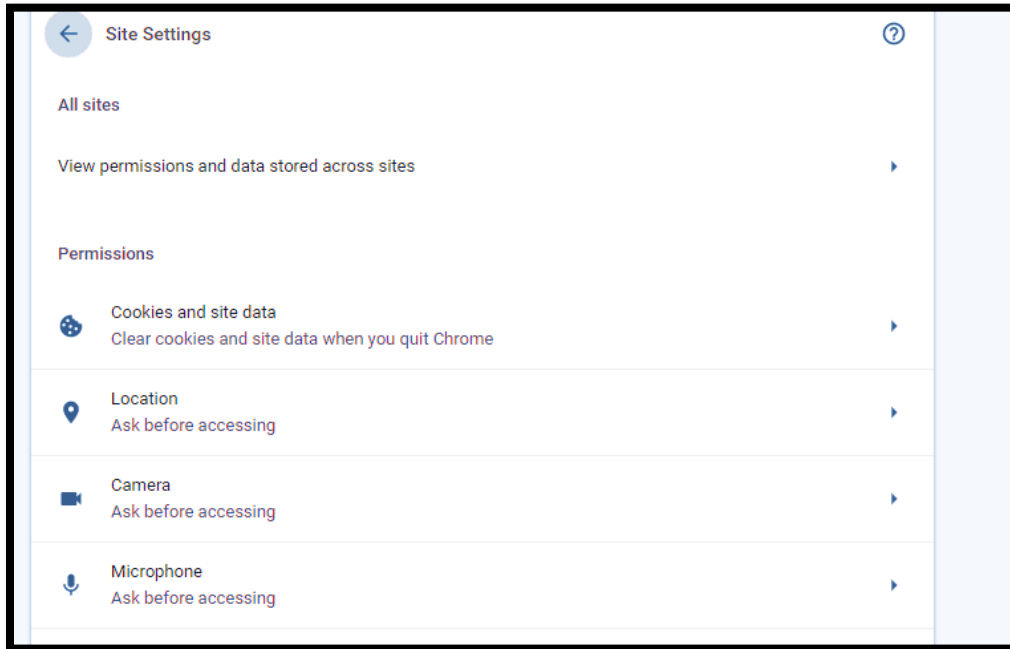 Site Settings
All sites
View permissions and data stored across sites
Permissions
Cookies and site data
Clear cookies and site data when you quit Chrome
Location
Ask before accessing
Camera
Ask before accessing
Microphone
Ask before accessing